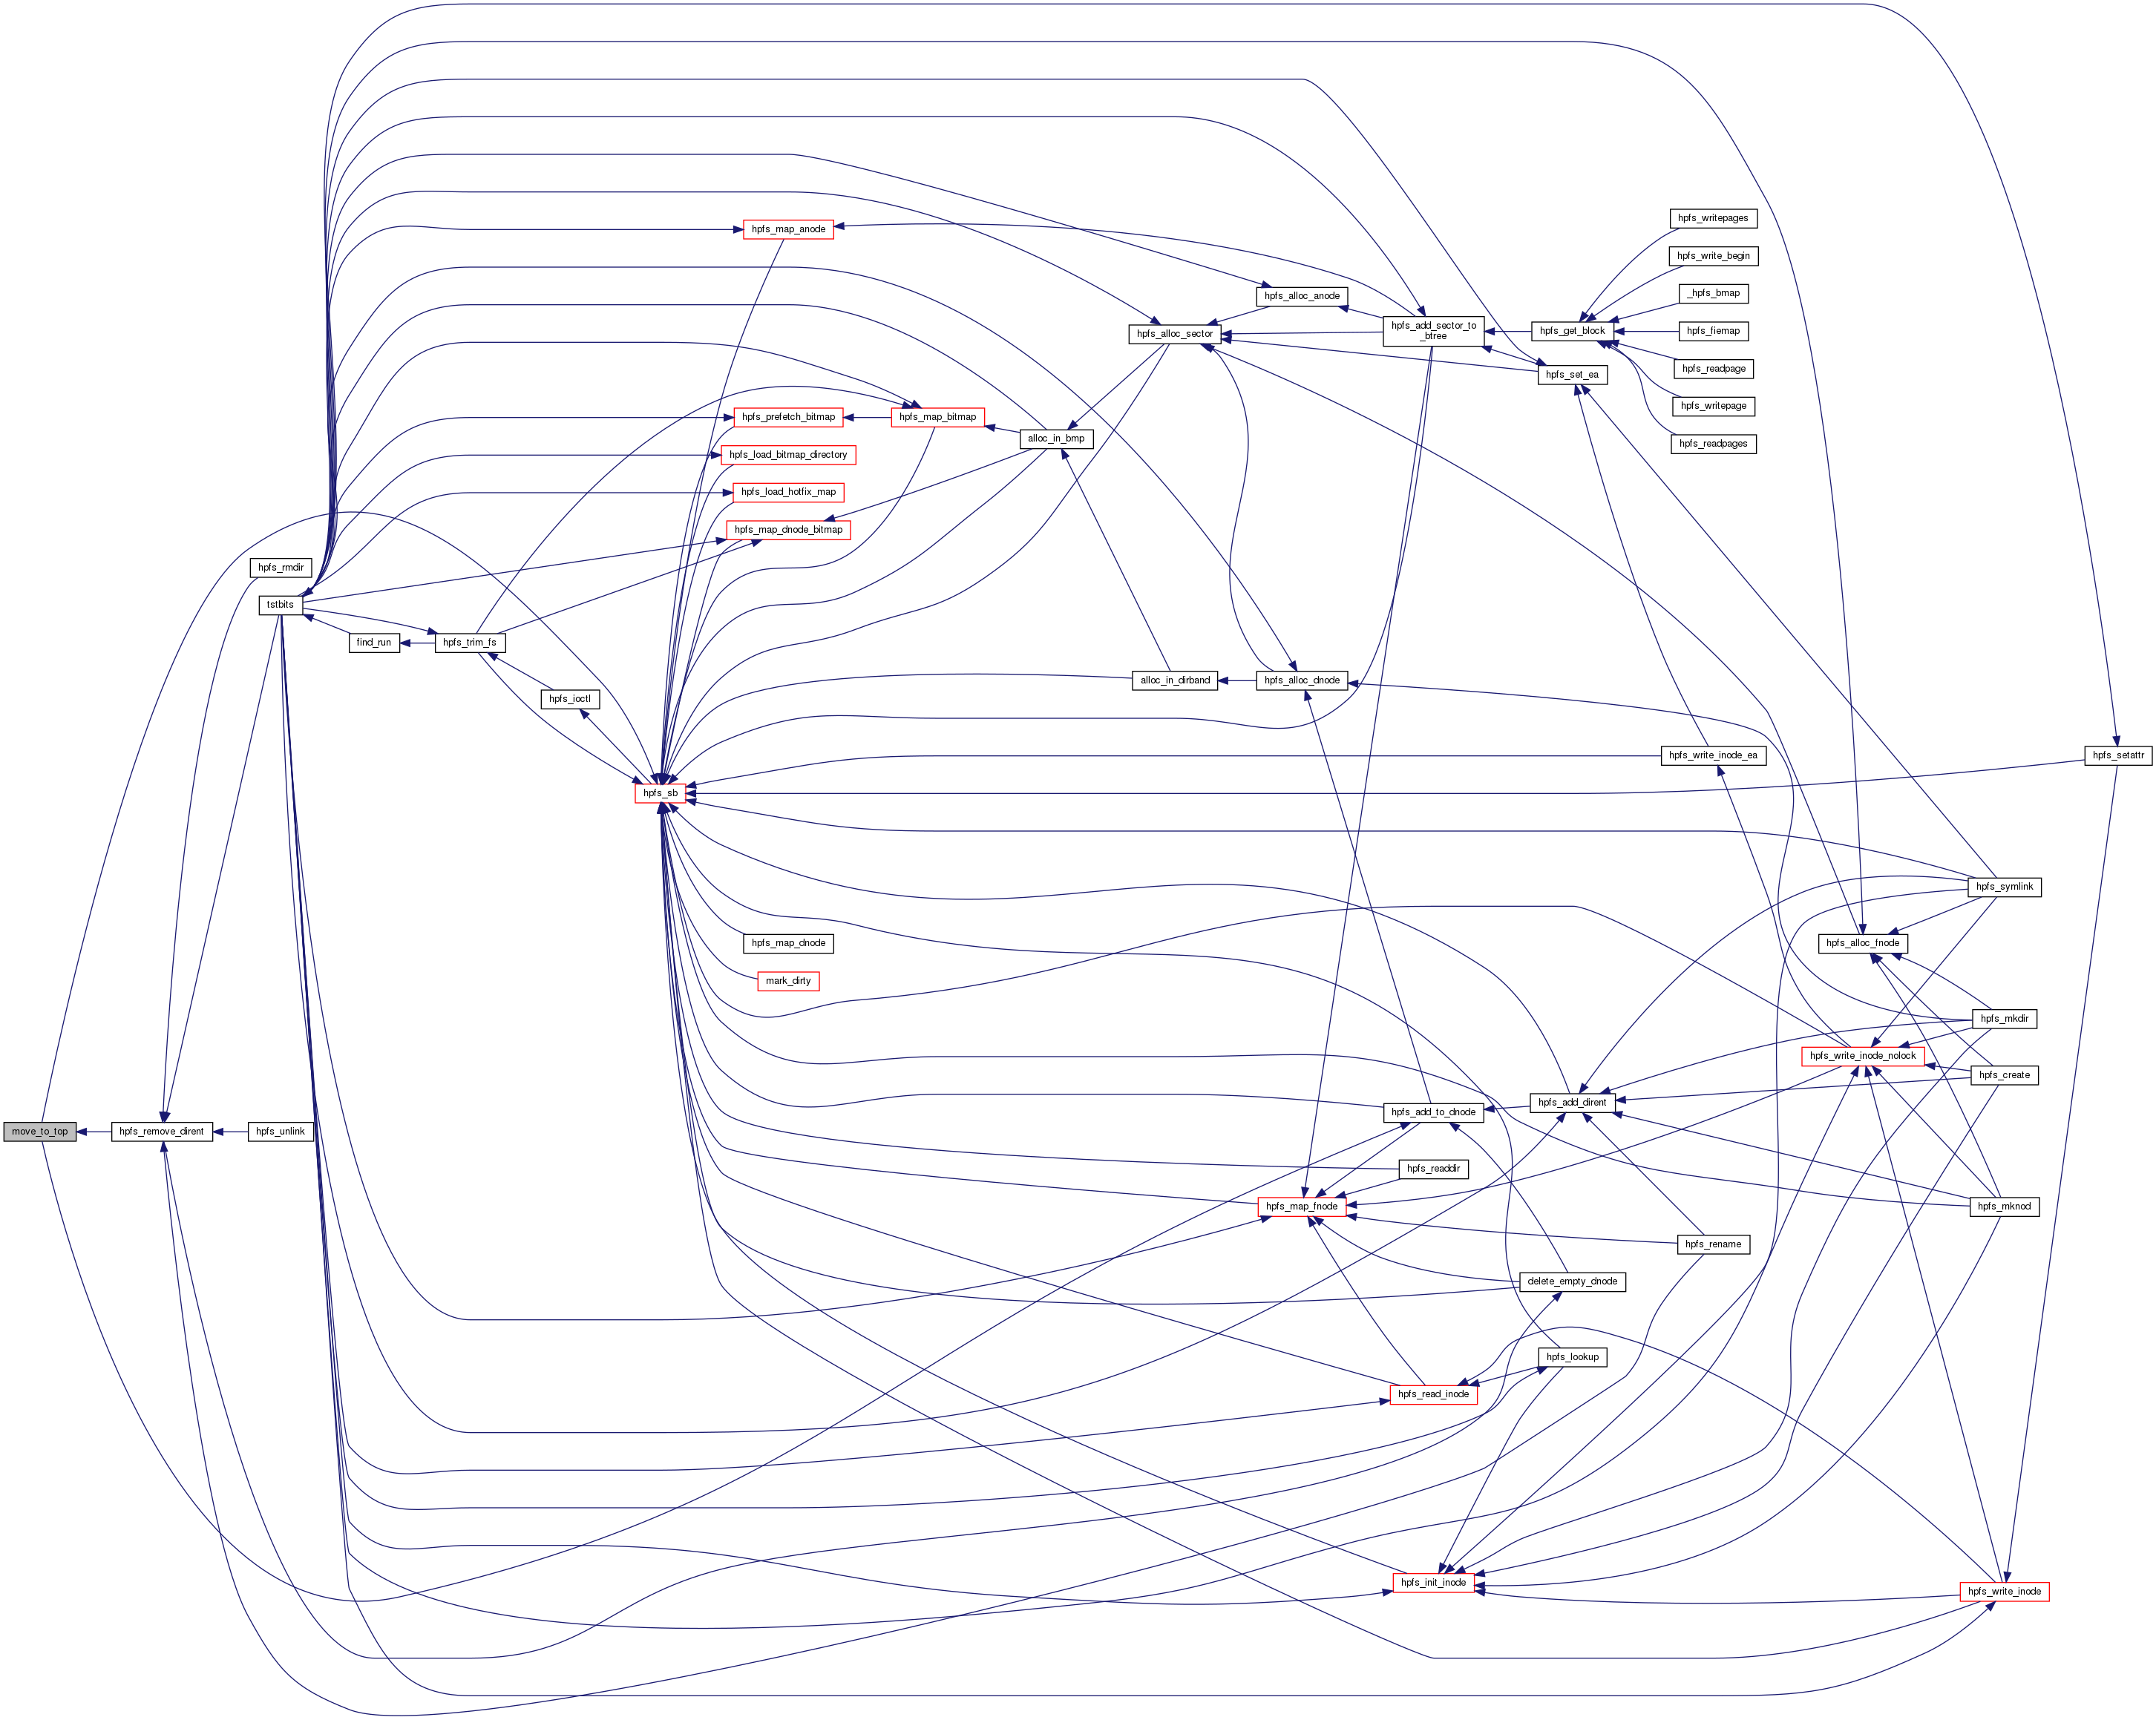 hpfs_writepages
hpfs_map_anode
hpfs_write_begin
_hpfs_bmap
hpfs_alloc_anode
hpfs_alloc_sector
hpfs_add_sector_to
_btree
hpfs_get_block
hpfs_fiemap
hpfs_readpage
hpfs_set_ea
hpfs_writepage
hpfs_prefetch_bitmap
hpfs_map_bitmap
alloc_in_bmp
hpfs_readpages
hpfs_load_bitmap_directory
hpfs_load_hotfix_map
hpfs_map_dnode_bitmap
hpfs_rmdir
tstbits
find_run
hpfs_trim_fs
alloc_in_dirband
hpfs_alloc_dnode
hpfs_ioctl
hpfs_write_inode_ea
hpfs_setattr
hpfs_sb
hpfs_symlink
hpfs_map_dnode
hpfs_alloc_fnode
mark_dirty
hpfs_mkdir
hpfs_write_inode_nolock
hpfs_create
hpfs_add_dirent
hpfs_add_to_dnode
move_to_top
hpfs_remove_dirent
hpfs_unlink
hpfs_readdir
hpfs_map_fnode
hpfs_mknod
hpfs_rename
delete_empty_dnode
hpfs_lookup
hpfs_read_inode
hpfs_init_inode
hpfs_write_inode